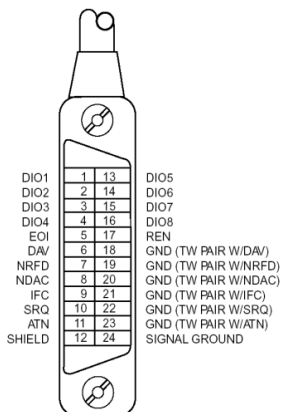 DIO1 1 13 DIO5
DIO2 2 14 DIO6
DIO3 3 15 DIO7
DIO4 4 16 DIO8
EOI 5 17 REN
DAV 6 18 GND (TW PAIR W/DAV)
NRFD 7 19 GND (TW PAIR W/NRFD)
NDAC 8 20 GND (TW PAIR W/NDAC)
IFC 9 21 GND (TW PAIR W/IFC)
SRQ 10 22 GND (TW PAIR W/SRQ)
ATN 11 23 GND (TW PAIR W/ATN)
SHIELD 12 24 SIGNAL GROUND